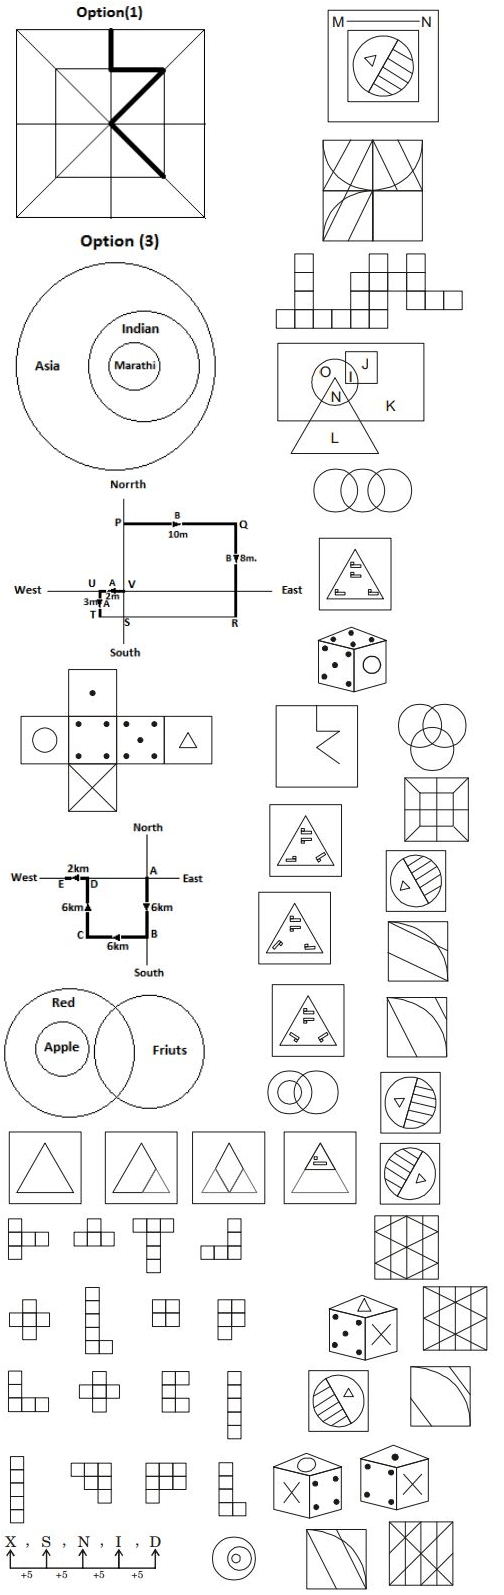 Option(1)
M N
Option (3)
Indian
Asia
Marathi
O J
I
N
K
L
Norrth
P B Q
10m
B 8m.
West U A V East
2m
3m A
T S R
South
North
2km A
West E D East
6km 6km
C B
6km
South
Red
Apple Friuts
X , S , N , I , D
+5 +5 +5 +5